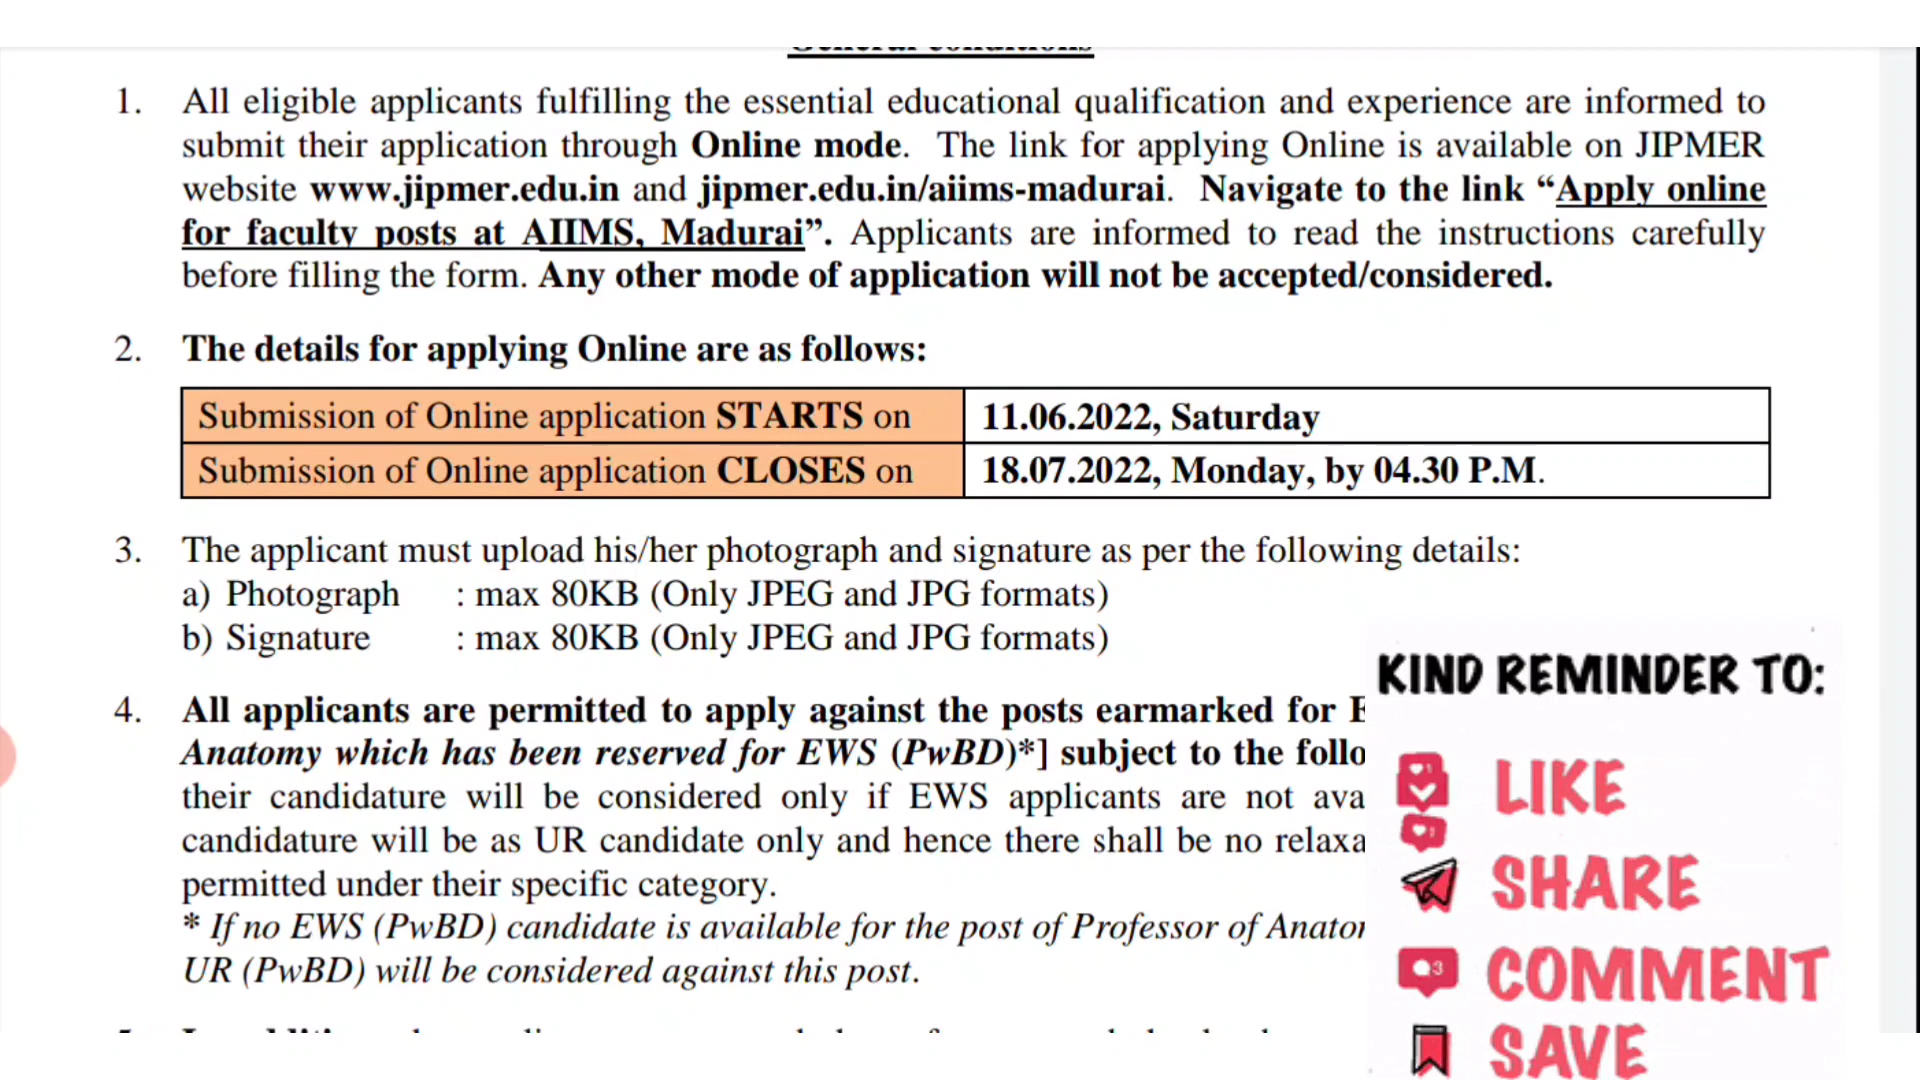 General conditions
1. All eligible applicants fulfilling the essential educational qualification and experience are informed to
submit their application through Online mode. The link for applying Online is available on JIPMER
website www.jipmer.edu.in and jipmer.edu.in/aiims-madurai. Navigate to the link “Apply online
for faculty posts at AIIMS, Madurai”. Applicants are informed to read the instructions carefully
before filling the form. Any other mode of application will not be accepted/considered.
2. The details for applying Online are as follows:
Submission of Online application STARTS on 11.06.2022, Saturday
Submission of Online application CLOSES on 18.07.2022, Monday, by 04.30 P.M.
3. The applicant must upload his/her photograph and signature as per the following details:
a) Photograph : max 80KB (Only JPEG and JPG formats)
b) Signature : max 80KB (Only JPEG and JPG formats)
4. All applicants are permitted to apply against the posts earmarked for
Anatomy which has been reserved for EWS (PwBD)*] subject to the follo
their candidature will be considered only if EWS applicants are not ava
candidature will be as UR candidate only and hence there shall be no relaxa
permitted under their specific category.
* If no EWS (PwBD) candidate is available for the post of Professor of Anato
UR (PwBD) will be considered against this post.
KIND REMINDER TO:
LIKE
SHARE
3 COMMENT
SAVE